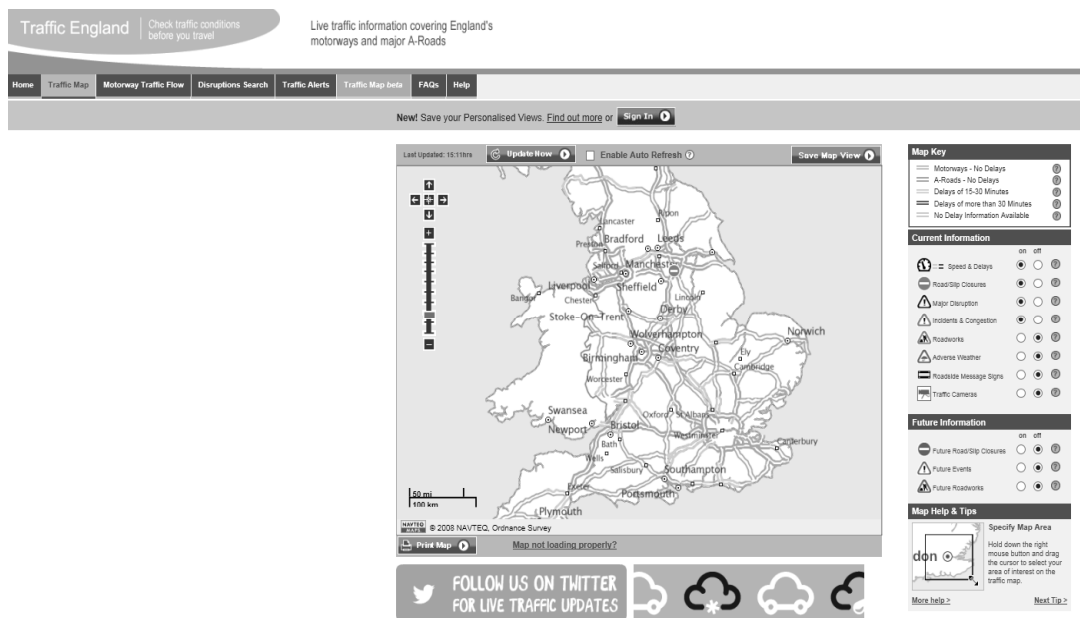 Traffic England
Check traffic conditions
before you travel
Live traffic information covering England's
motorways and major A-Roads
Home
Traffic Map
Motorway Traffic Flow
Disruptions Search
Traffic Alerts
Traffic Map beta
FAQs
Help
New! Save your Personalised Views. Find out more or Sign In
Last Updated: 15:11hrs
Update Now
Enable Auto Refresh ?
Save Map View
Lancaster
Ripon
Preston
Bradford
Leeds
Salford
Manchester
Liverpool
Sheffield
Bangor
Chester
Lincoln
Stoke-On-Trent
Derby
Wolverhampton
Norwich
Birmingham
Coventry
Ely
Cambridge
Worcester
Swansea
Oxford
St Albans
Newport
Bristol
Westminster
Bath
Canterbury
Wells
Salisbury
Southampton
Exeter
Portsmouth
Plymouth
50 mi
100 km
NAVTEQ
MAPS
© 2008 NAVTEQ, Ordnance Survey
Print Map
Map not loading properly?
FOLLOW US ON TWITTER
FOR LIVE TRAFFIC UPDATES
Map Key
Motorways - No Delays ?
A-Roads - No Delays ?
Delays of 15-30 Minutes ?
Delays of more than 30 Minutes ?
No Delay Information Available ?
Current Information
on off
Speed & Delays ?
Road/Slip Closures ?
Major Disruption ?
Incidents & Congestion ?
Roadworks ?
Adverse Weather ?
Roadside Message Signs ?
Traffic Cameras ?
Future Information
on off
Future Road/Slip Closures ?
Future Events ?
Future Roadworks ?
Map Help & Tips
don
Specify Map Area
Hold down the right
mouse button and drag
the cursor to select your
area of interest on the
traffic map.
More help >
Next Tip >